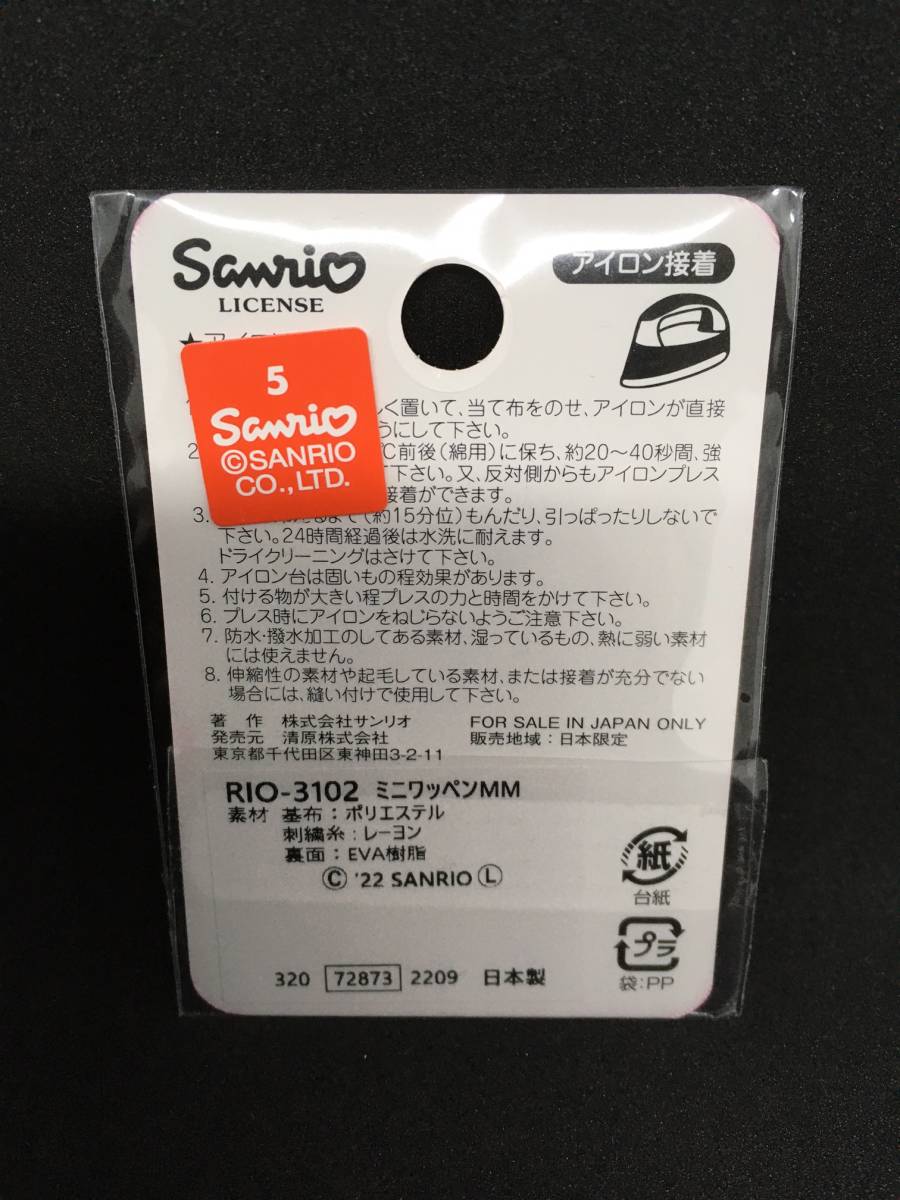 Sanrio
LICENSE
アイロン接着
5
Sanrio
©SANRIO
CO.,LTD.
く置いて、当て布をのせ、アイロンが直接
うにして下さい。
℃前後(綿用)に保ち、約20〜40秒間、強
下さい。又、反対側からもアイロンプレス
接着ができます。
3. まで(約15分位)もんだり、引っぱったりしないで
下さい。24時間経過後は水洗に耐えます。
ドライクリーニングはさけて下さい。
4. アイロン台は固いもの程効果があります。
5. 付ける物が大きい程プレスの力と時間をかけて下さい。
6. プレス時にアイロンをねじらないようご注意下さい。
7. 防水・撥水加工のしてある素材、湿っているもの、熱に弱い素材
には使えません。
8. 伸縮性の素材や起毛している素材、または接着が充分でない
場合には、縫い付けて使用して下さい。
著 作 株式会社サンリオ FOR SALE IN JAPAN ONLY
発売元 清原株式会社 販売地域：日本限定
東京都千代田区東神田3-2-11
RIO-3102 ミニワッペンMM
素材 基布：ポリエステル
刺繍糸：レーヨン
裏面：EVA樹脂
© '22 SANRIO Ⓛ
紙
台紙
プラ
袋:PP
320 72873 2209 日本製